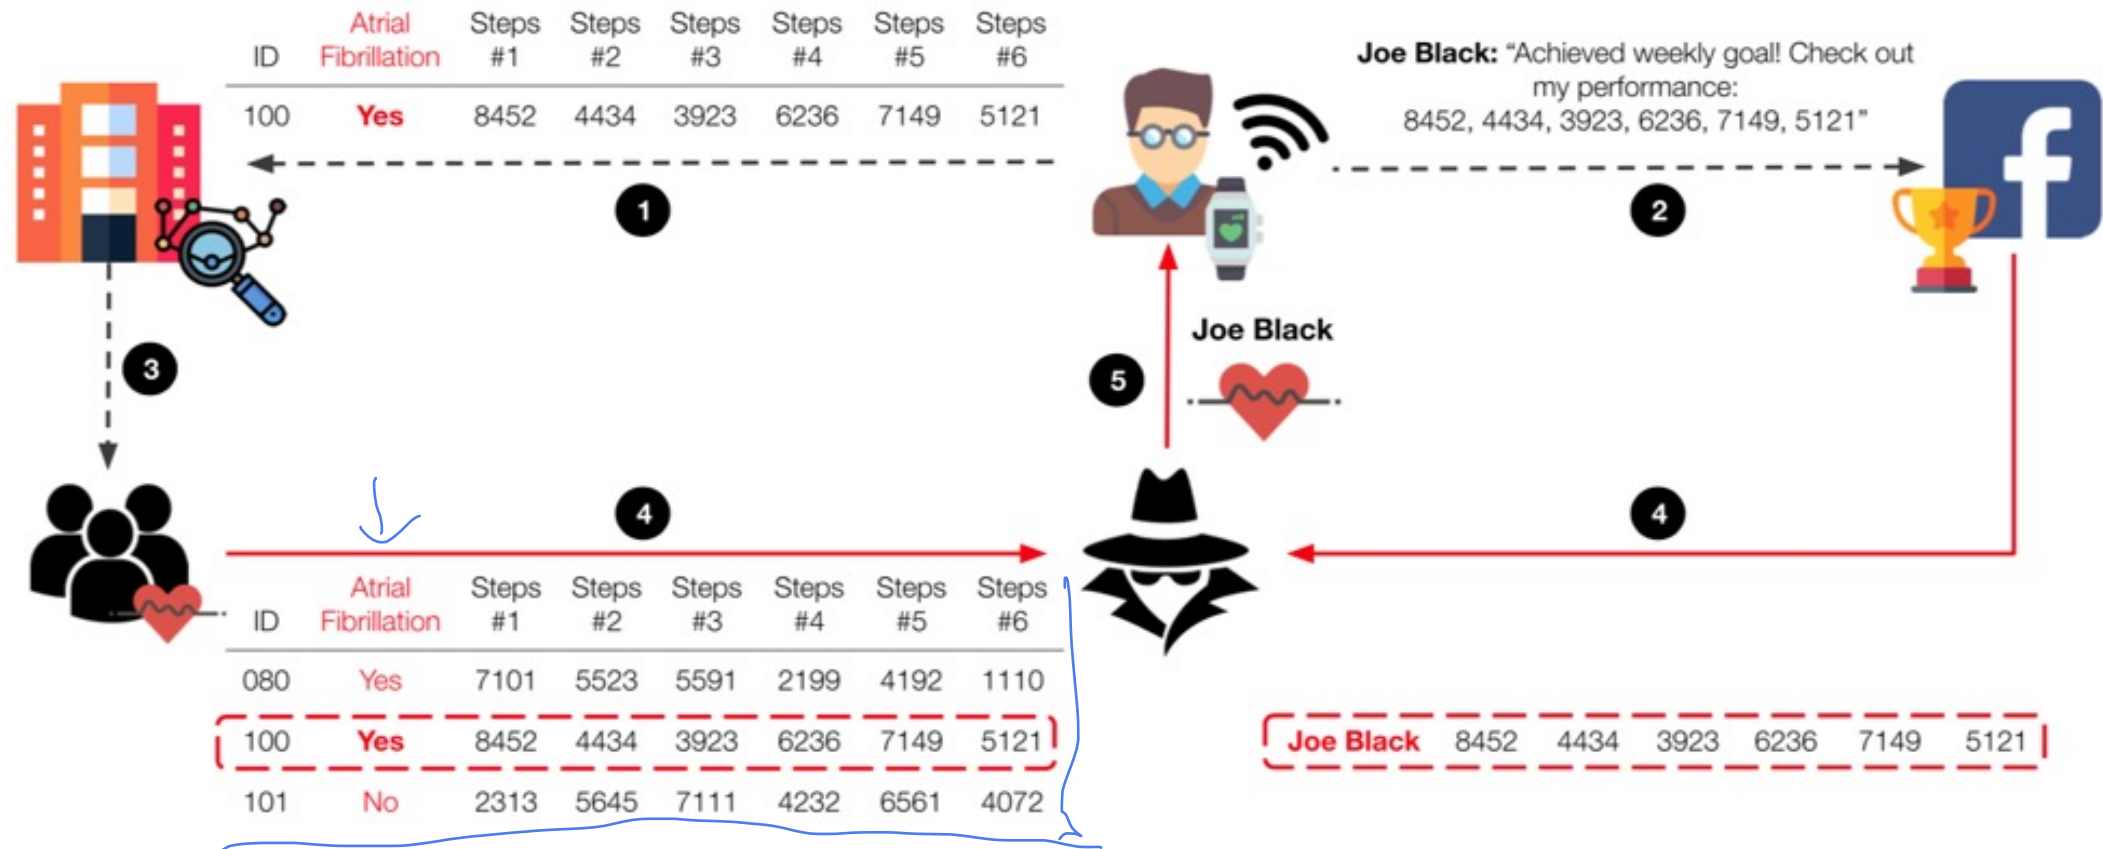 ID Atrial Fibrillation Steps #1 Steps #2 Steps #3 Steps #4 Steps #5 Steps #6
100 Yes 8452 4434 3923 6236 7149 5121
1
Joe Black: “Achieved weekly goal! Check out
my performance:
8452, 4434, 3923, 6236, 7149, 5121”
f
2
3
Joe Black
5
4
4
ID Atrial Fibrillation Steps #1 Steps #2 Steps #3 Steps #4 Steps #5 Steps #6
080 Yes 7101 5523 5591 2199 4192 1110
100 Yes 8452 4434 3923 6236 7149 5121
101 No 2313 5645 7111 4232 6561 4072
Joe Black 8452 4434 3923 6236 7149 5121